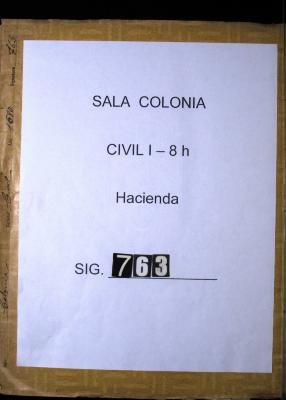 SALA COLONIA
CIVIL I – 8 h
Hacienda
SIG. 763